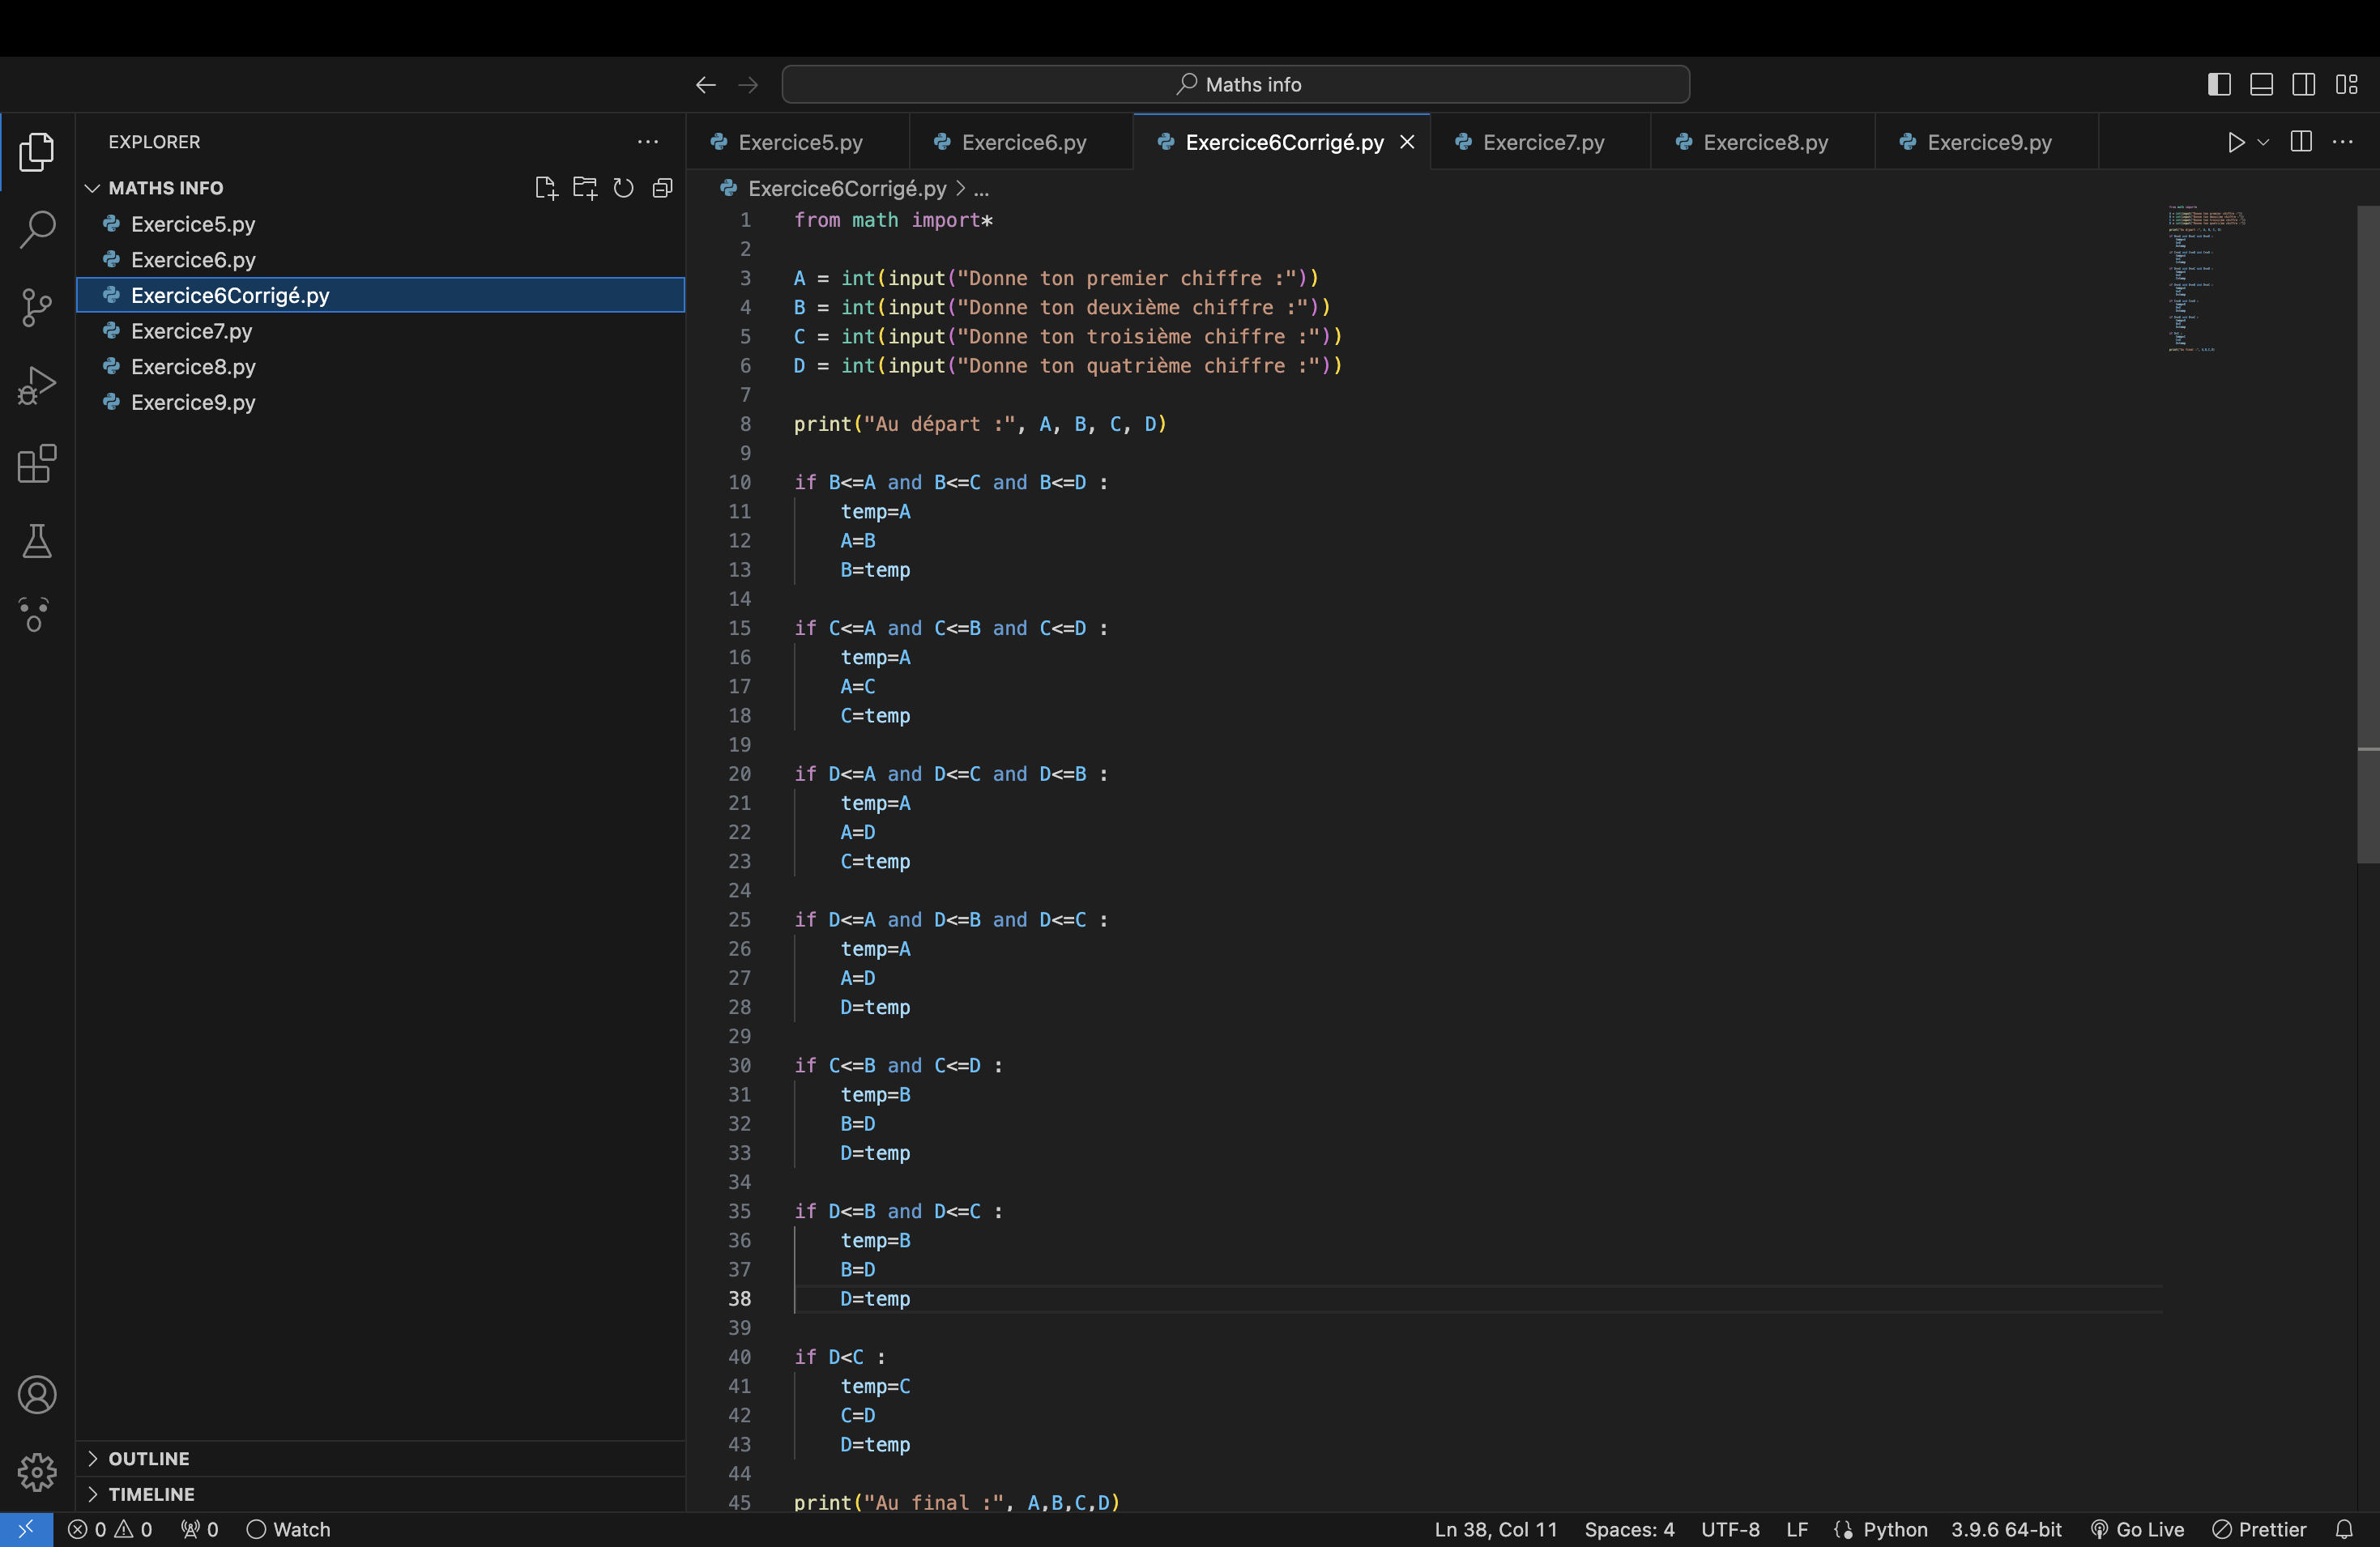 Maths info
EXPLORER
MATHS INFO
Exercice5.py
Exercice6.py
Exercice6Corrigé.py
Exercice7.py
Exercice8.py
Exercice9.py
OUTLINE
TIMELINE
Exercice5.py Exercice6.py Exercice6Corrigé.py Exercice7.py Exercice8.py Exercice9.py
Exercice6Corrigé.py > ...
1 from math import*
2
3 A = int(input("Donne ton premier chiffre :"))
4 B = int(input("Donne ton deuxième chiffre :"))
5 C = int(input("Donne ton troisième chiffre :"))
6 D = int(input("Donne ton quatrième chiffre :"))
7
8 print("Au départ :", A, B, C, D)
9
10 if B<=A and B<=C and B<=D :
11 temp=A
12 A=B
13 B=temp
14
15 if C<=A and C<=B and C<=D :
16 temp=A
17 A=C
18 C=temp
19
20 if D<=A and D<=C and D<=B :
21 temp=A
22 A=D
23 C=temp
24
25 if D<=A and D<=B and D<=C :
26 temp=A
27 A=D
28 D=temp
29
30 if C<=B and C<=D :
31 temp=B
32 B=D
33 D=temp
34
35 if D<=B and D<=C :
36 temp=B
37 B=D
38 D=temp
39
40 if D<C :
41 temp=C
42 C=D
43 D=temp
44
45 print("Au final :", A,B,C,D)
0 0 0 Watch Ln 38, Col 11 Spaces: 4 UTF-8 LF Python 3.9.6 64-bit Go Live Prettier